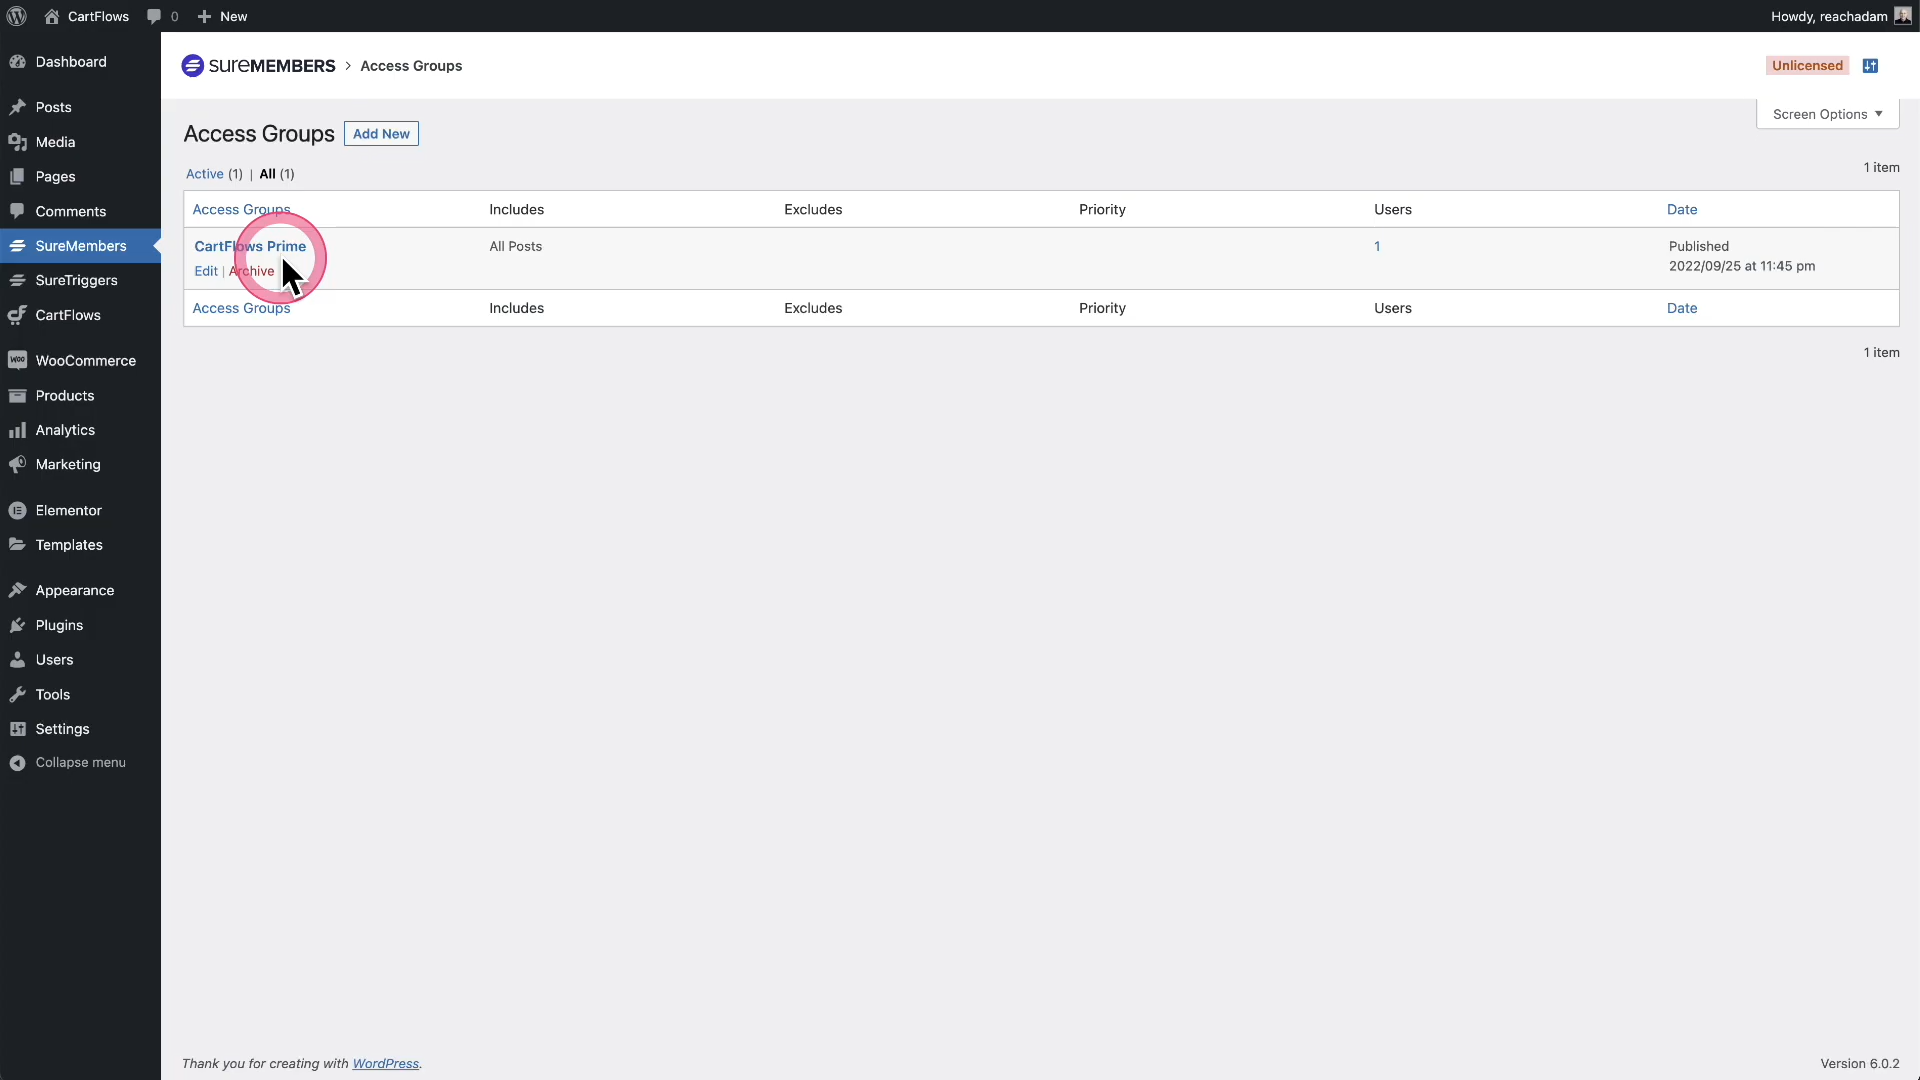 CartFlows 0 New Howdy, reachadam
Dashboard
Posts
Media
Pages
Comments
SureMembers
SureTriggers
CartFlows
WooCommerce
Products
Analytics
Marketing
Elementor
Templates
Appearance
Plugins
Users
Tools
Settings
Collapse menu
SUREMEMBERS > Access Groups Unlicensed
Screen Options
Access Groups Add New
Active (1) | All (1) 1 item
Access Groups Includes Excludes Priority Users Date
CartFlows Prime All Posts 1 Published
2022/09/25 at 11:45 pm
Edit | Archive
Access Groups Includes Excludes Priority Users Date
1 item
Thank you for creating with WordPress. Version 6.0.2